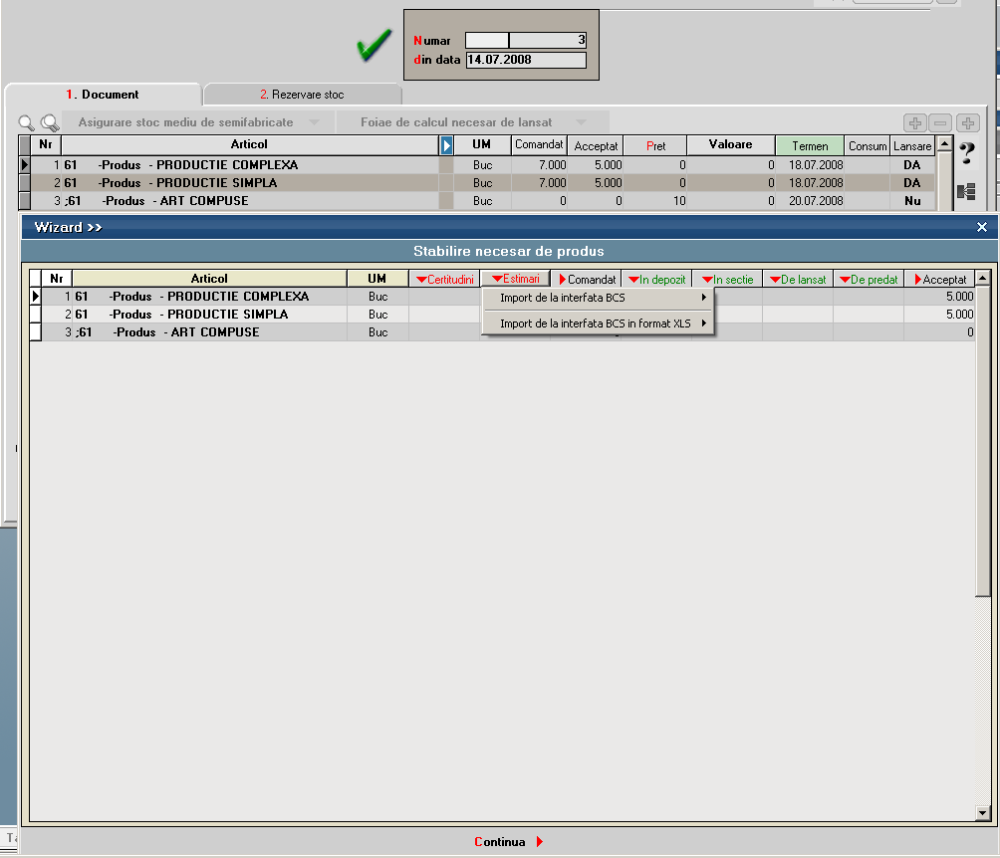 Numar 3
din data 14.07.2008
1. Document 2. Rezervare stoc
Asigurare stoc mediu de semifabricate Foiae de calcul necesar de lansat
Nr Articol UM Comandat Acceptat Pret Valoare Termen Consum Lansare
1 61 -Produs - PRODUCTIE COMPLEXA Buc 7.000 5.000 0 0 18.07.2008 DA
2 61 -Produs - PRODUCTIE SIMPLA Buc 7.000 5.000 0 0 18.07.2008 DA
3 ;61 -Produs - ART COMPUSE Buc 0 0 10 0 20.07.2008 Nu
?
Wizard >>
Stabilire necesar de produs
Nr Articol UM Certitudini Estimari Comandat In depozit In sectie De lansat De predat Acceptat
1 61 -Produs - PRODUCTIE COMPLEXA Buc 5.000
2 61 -Produs - PRODUCTIE SIMPLA Buc 5.000
3 ;61 -Produs - ART COMPUSE Buc 0
Import de la interfata BCS
Import de la interfata BCS in format XLS
Continua